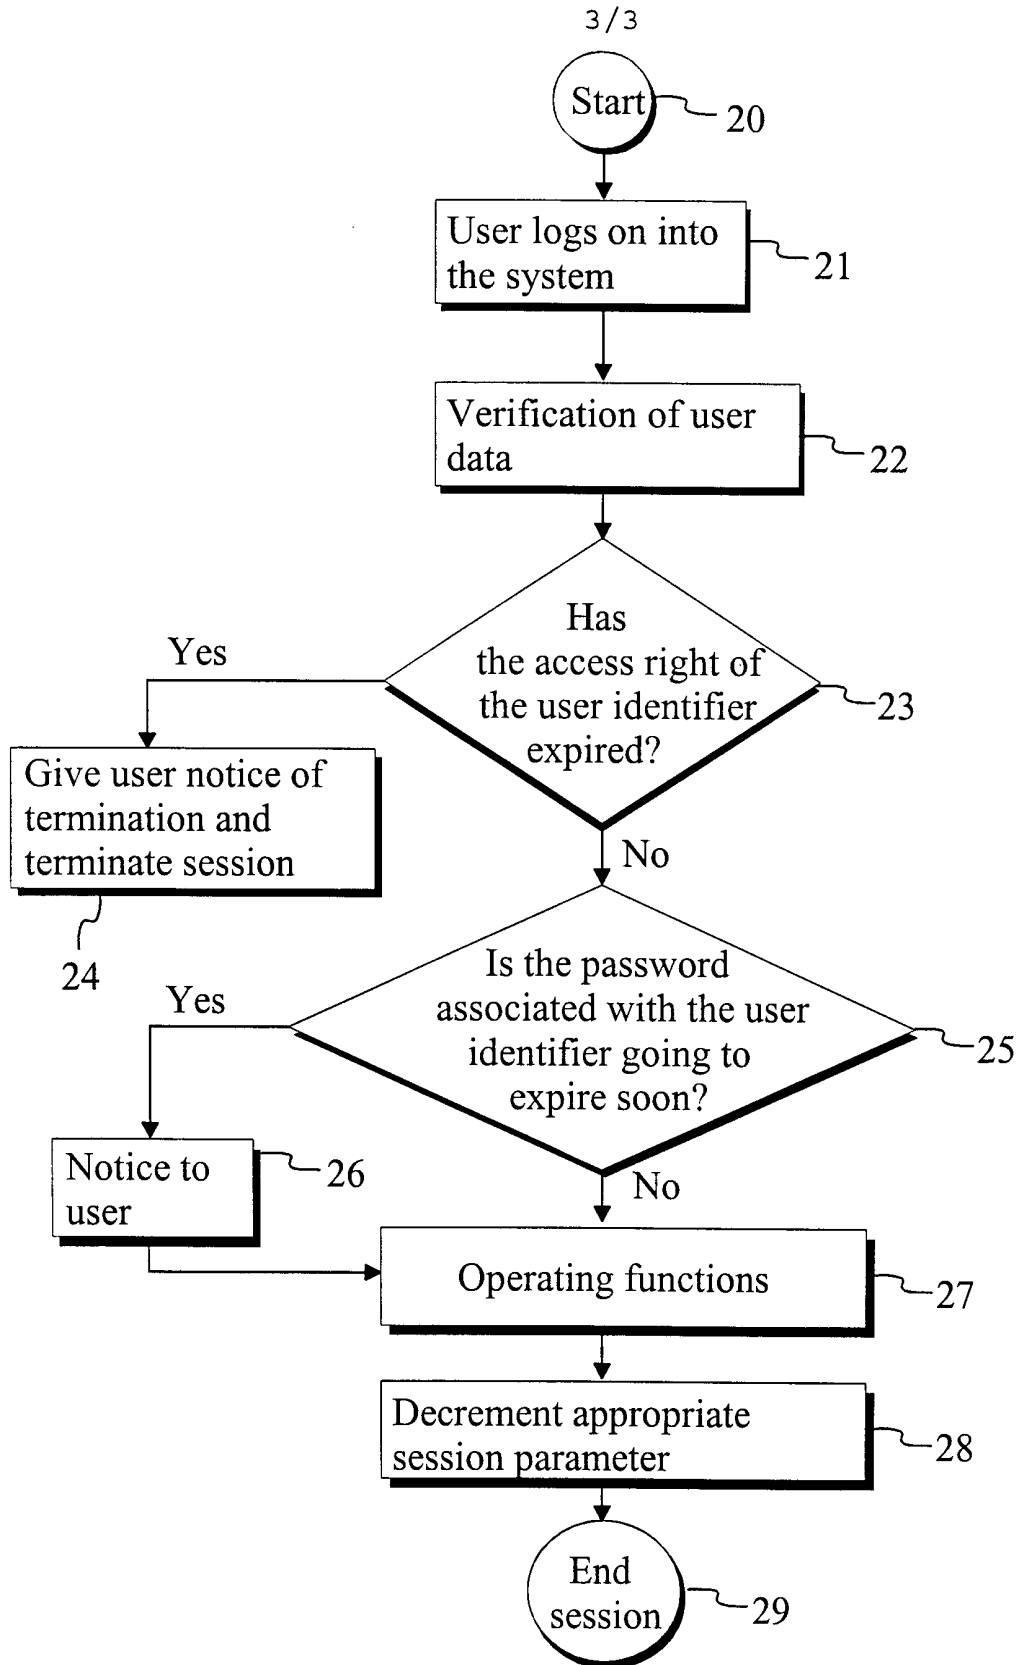 3/3
Start
20
User logs on into
the system
21
Verification of user
data
22
Has
the access right of
the user identifier
expired?
23
Yes
Give user notice of
termination and
terminate session
24
No
Is the password
associated with the user
identifier going to
expire soon?
25
Yes
Notice to
user
26
No
Operating functions
27
Decrement appropriate
session parameter
28
End
session
29